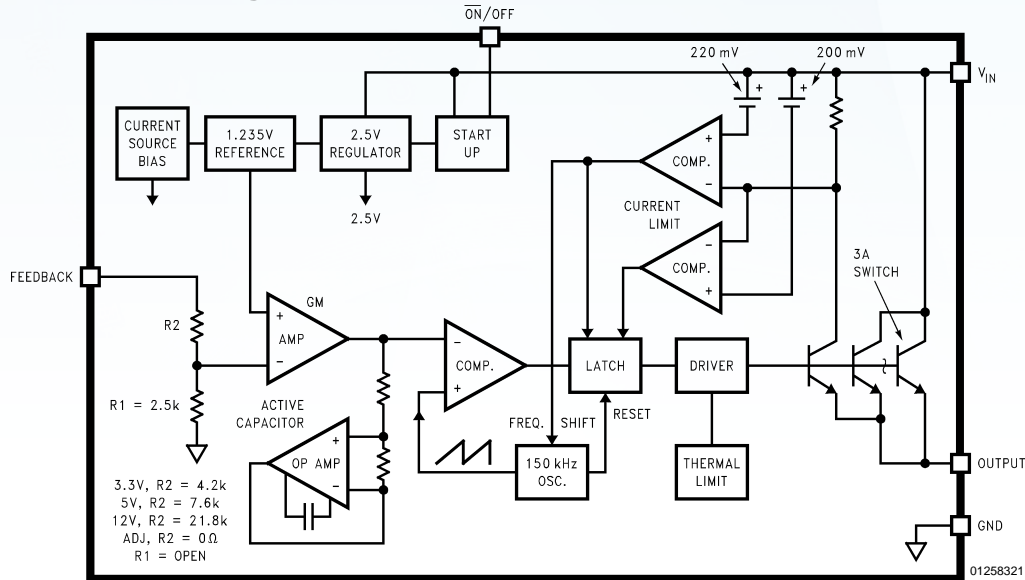 ON/OFF
220 mV
200 mV
VIN
CURRENT
SOURCE
BIAS
1.235V
REFERENCE
2.5V
REGULATOR
START
UP
+
+
+
COMP.
−
2.5V
CURRENT
LIMIT
−
COMP.
+
3A
SWITCH
FEEDBACK
R2
GM
+
AMP
−
−
COMP.
+
LATCH
DRIVER
R1 = 2.5k
ACTIVE
CAPACITOR
FREQ. SHIFT
RESET
+
OP AMP
−
150 kHz
OSC.
THERMAL
LIMIT
OUTPUT
3.3V, R2 = 4.2k
5V, R2 = 7.6k
12V, R2 = 21.8k
ADJ, R2 = 0Ω
R1 = OPEN
GND
01258321